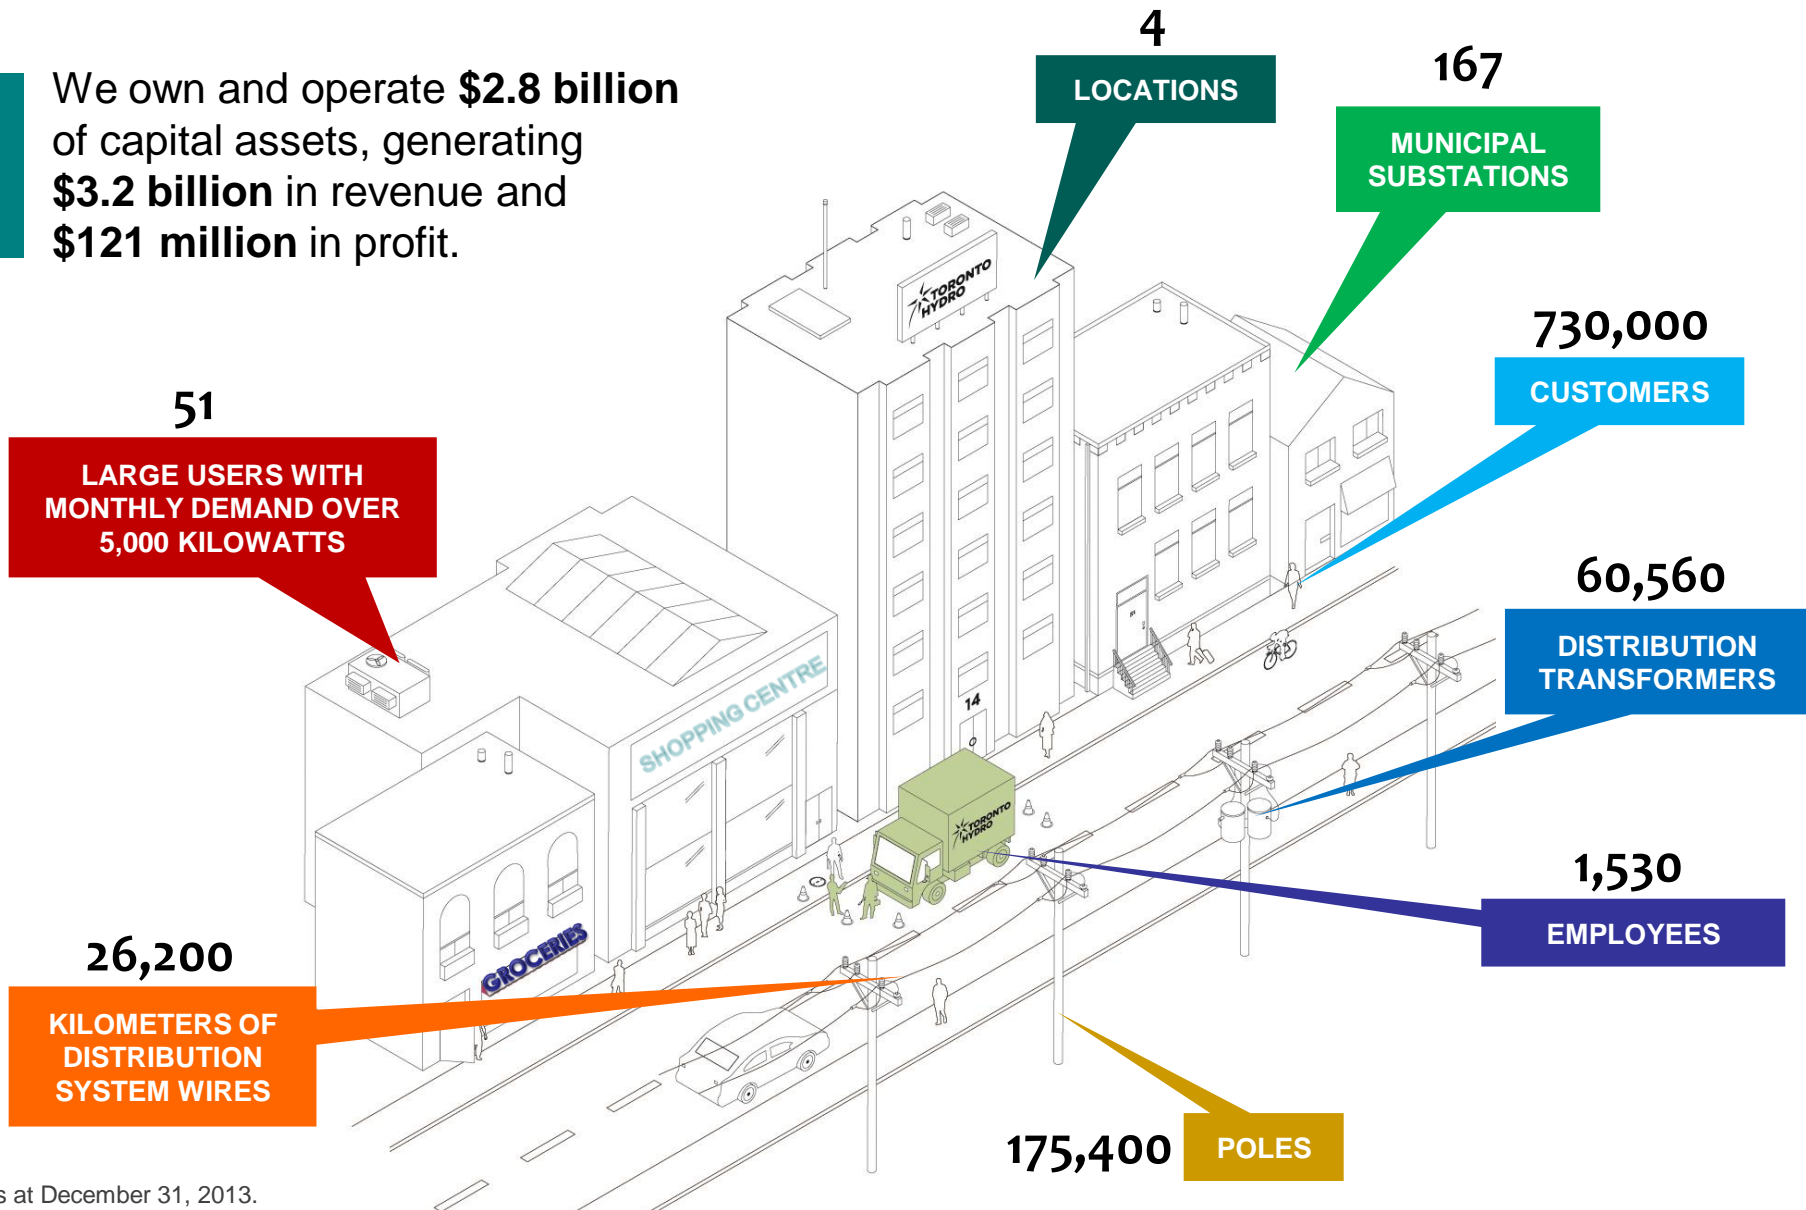 We own and operate $2.8 billion
of capital assets, generating
$3.2 billion in revenue and
$121 million in profit.
4
LOCATIONS
167
MUNICIPAL
SUBSTATIONS
730,000
CUSTOMERS
51
LARGE USERS WITH
MONTHLY DEMAND OVER
5,000 KILOWATTS
60,560
DISTRIBUTION
TRANSFORMERS
1,530
EMPLOYEES
26,200
KILOMETERS OF
DISTRIBUTION
SYSTEM WIRES
175,400
POLES
TORONTO
HYDRO
SHOPPING CENTRE
14
TORONTO
HYDRO
GROCERIES
s at December 31, 2013.